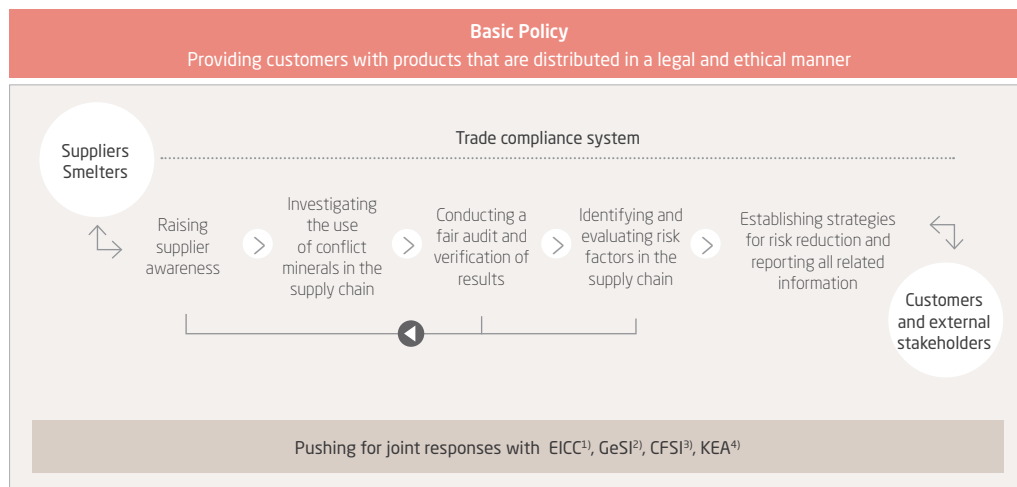 Basic Policy
Providing customers with products that are distributed in a legal and ethical manner
Suppliers
Smelters
Trade compliance system
Raising
supplier
awareness
Investigating
the use
of conflict
minerals in the
supply chain
Conducting a
fair audit and
verification of
results
Identifying and
evaluating risk
factors in the
supply chain
Establishing strategies
for risk reduction and
reporting all related
information
Customers
and external
stakeholders
Pushing for joint responses with EICC¹⁾, GeSI²⁾, CFSI³⁾, KEA⁴⁾